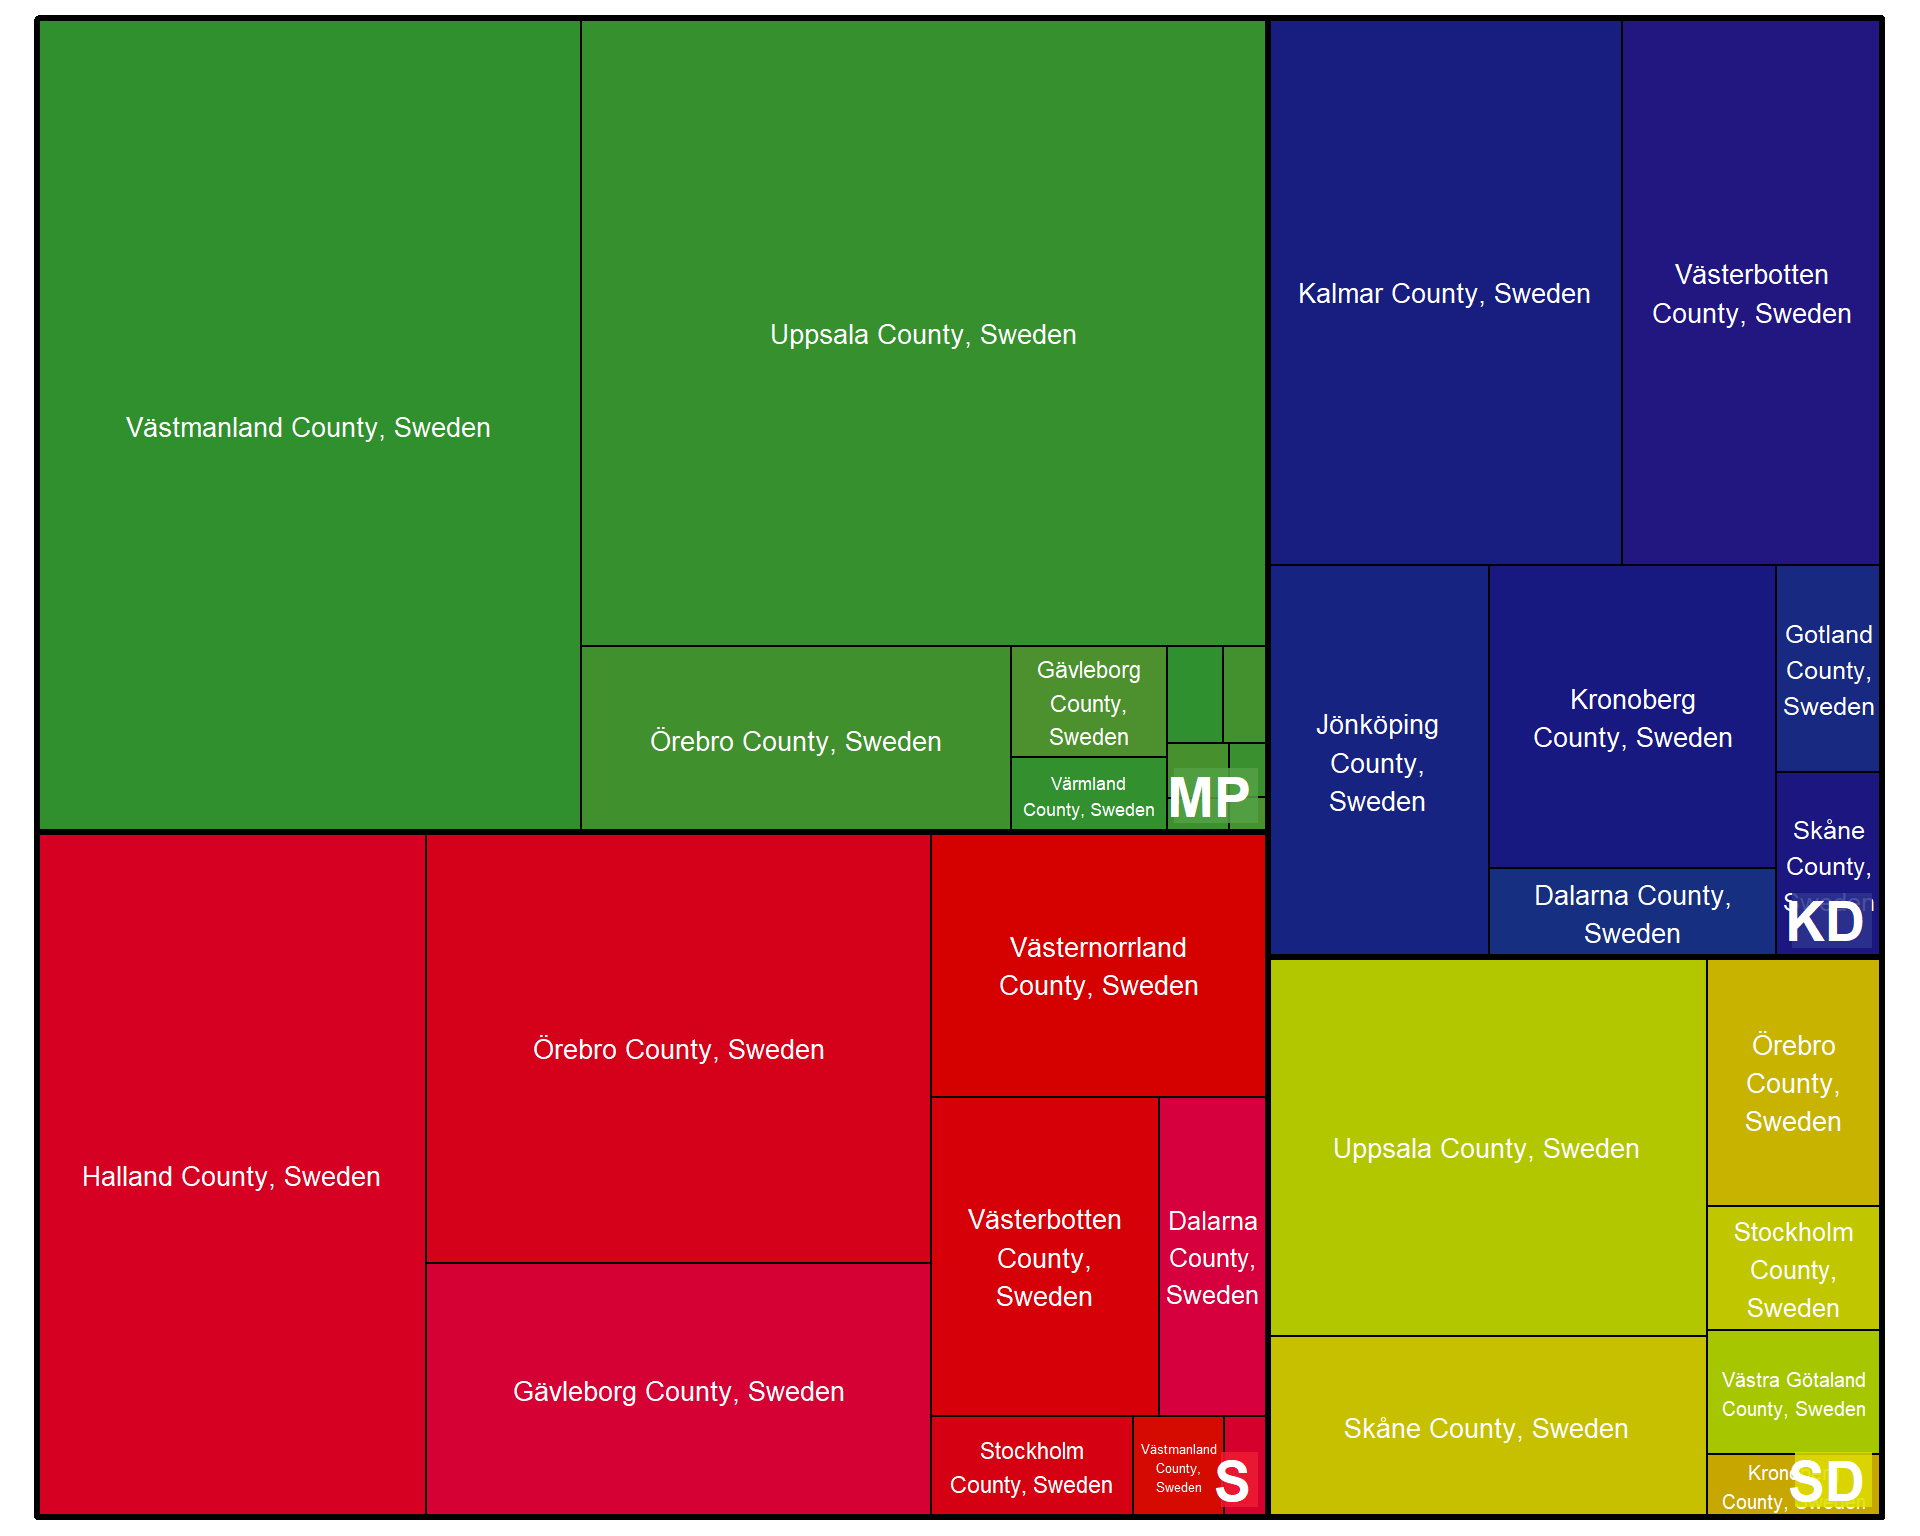 Västmanland County, Sweden
Uppsala County, Sweden
Örebro County, Sweden
Gävleborg
County,
Sweden
Värmland
County, Sweden
MP
Kalmar County, Sweden
Västerbotten
County, Sweden
Jönköping
County,
Sweden
Kronoberg
County, Sweden
Dalarna County,
Sweden
Gotland
County,
Sweden
Skåne
County,
Sweden
KD
Halland County, Sweden
Örebro County, Sweden
Gävleborg County, Sweden
Västernorrland
County, Sweden
Västerbotten
County,
Sweden
Dalarna
County,
Sweden
Stockholm
County, Sweden
Västmanland
County,
Sweden
S
Uppsala County, Sweden
Skåne County, Sweden
Örebro
County,
Sweden
Stockholm
County,
Sweden
Västra Götaland
County, Sweden
County, Sweden
SD